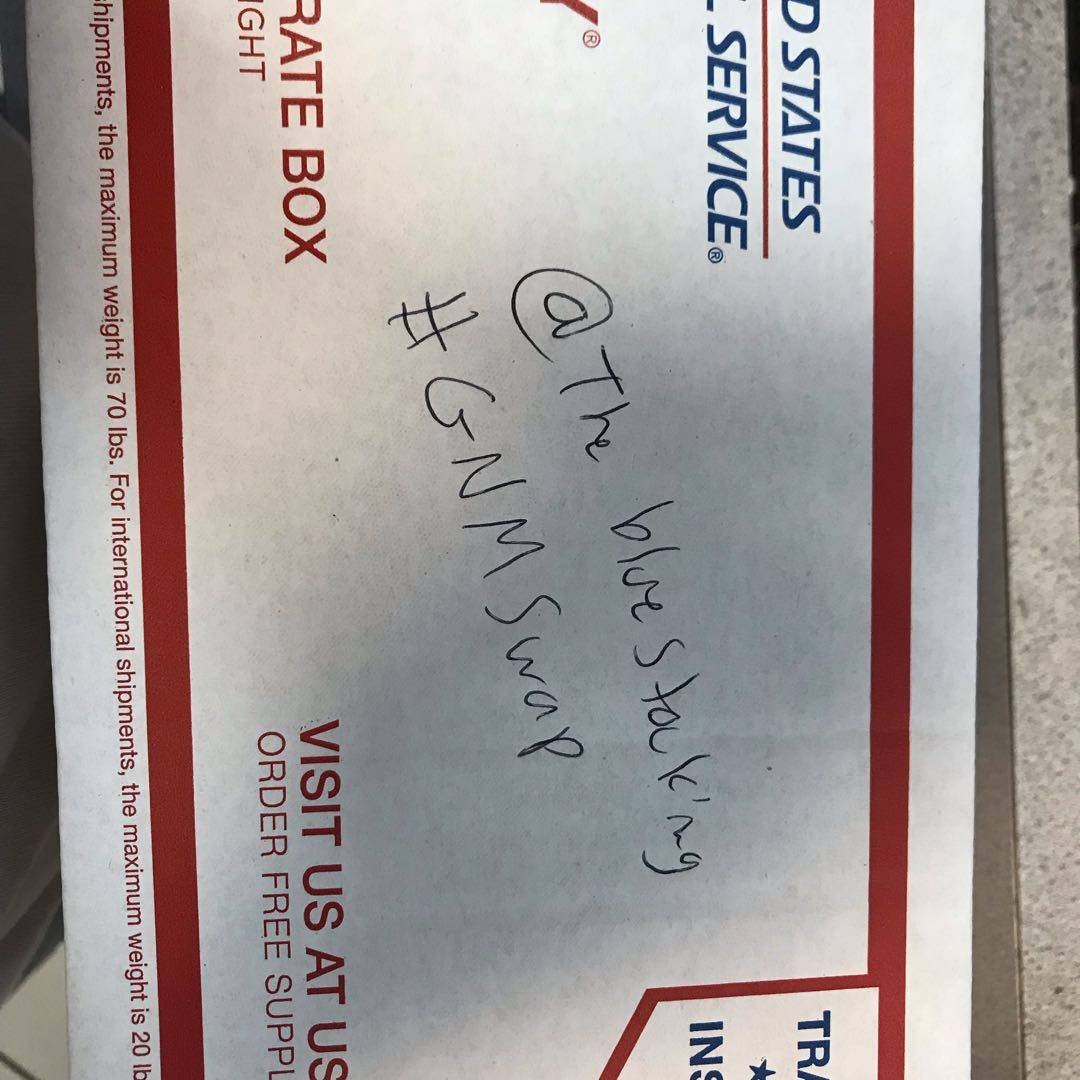 D STATES
SERVICE®
Y®
@The bluestocking
#GNMSwap
RATE BOX
IGHT
VISIT US AT US
ORDER FREE SUPPL
TRA
INS
shipments, the maximum weight is 70 lbs. For international shipments, the maximum weight is 20 lb